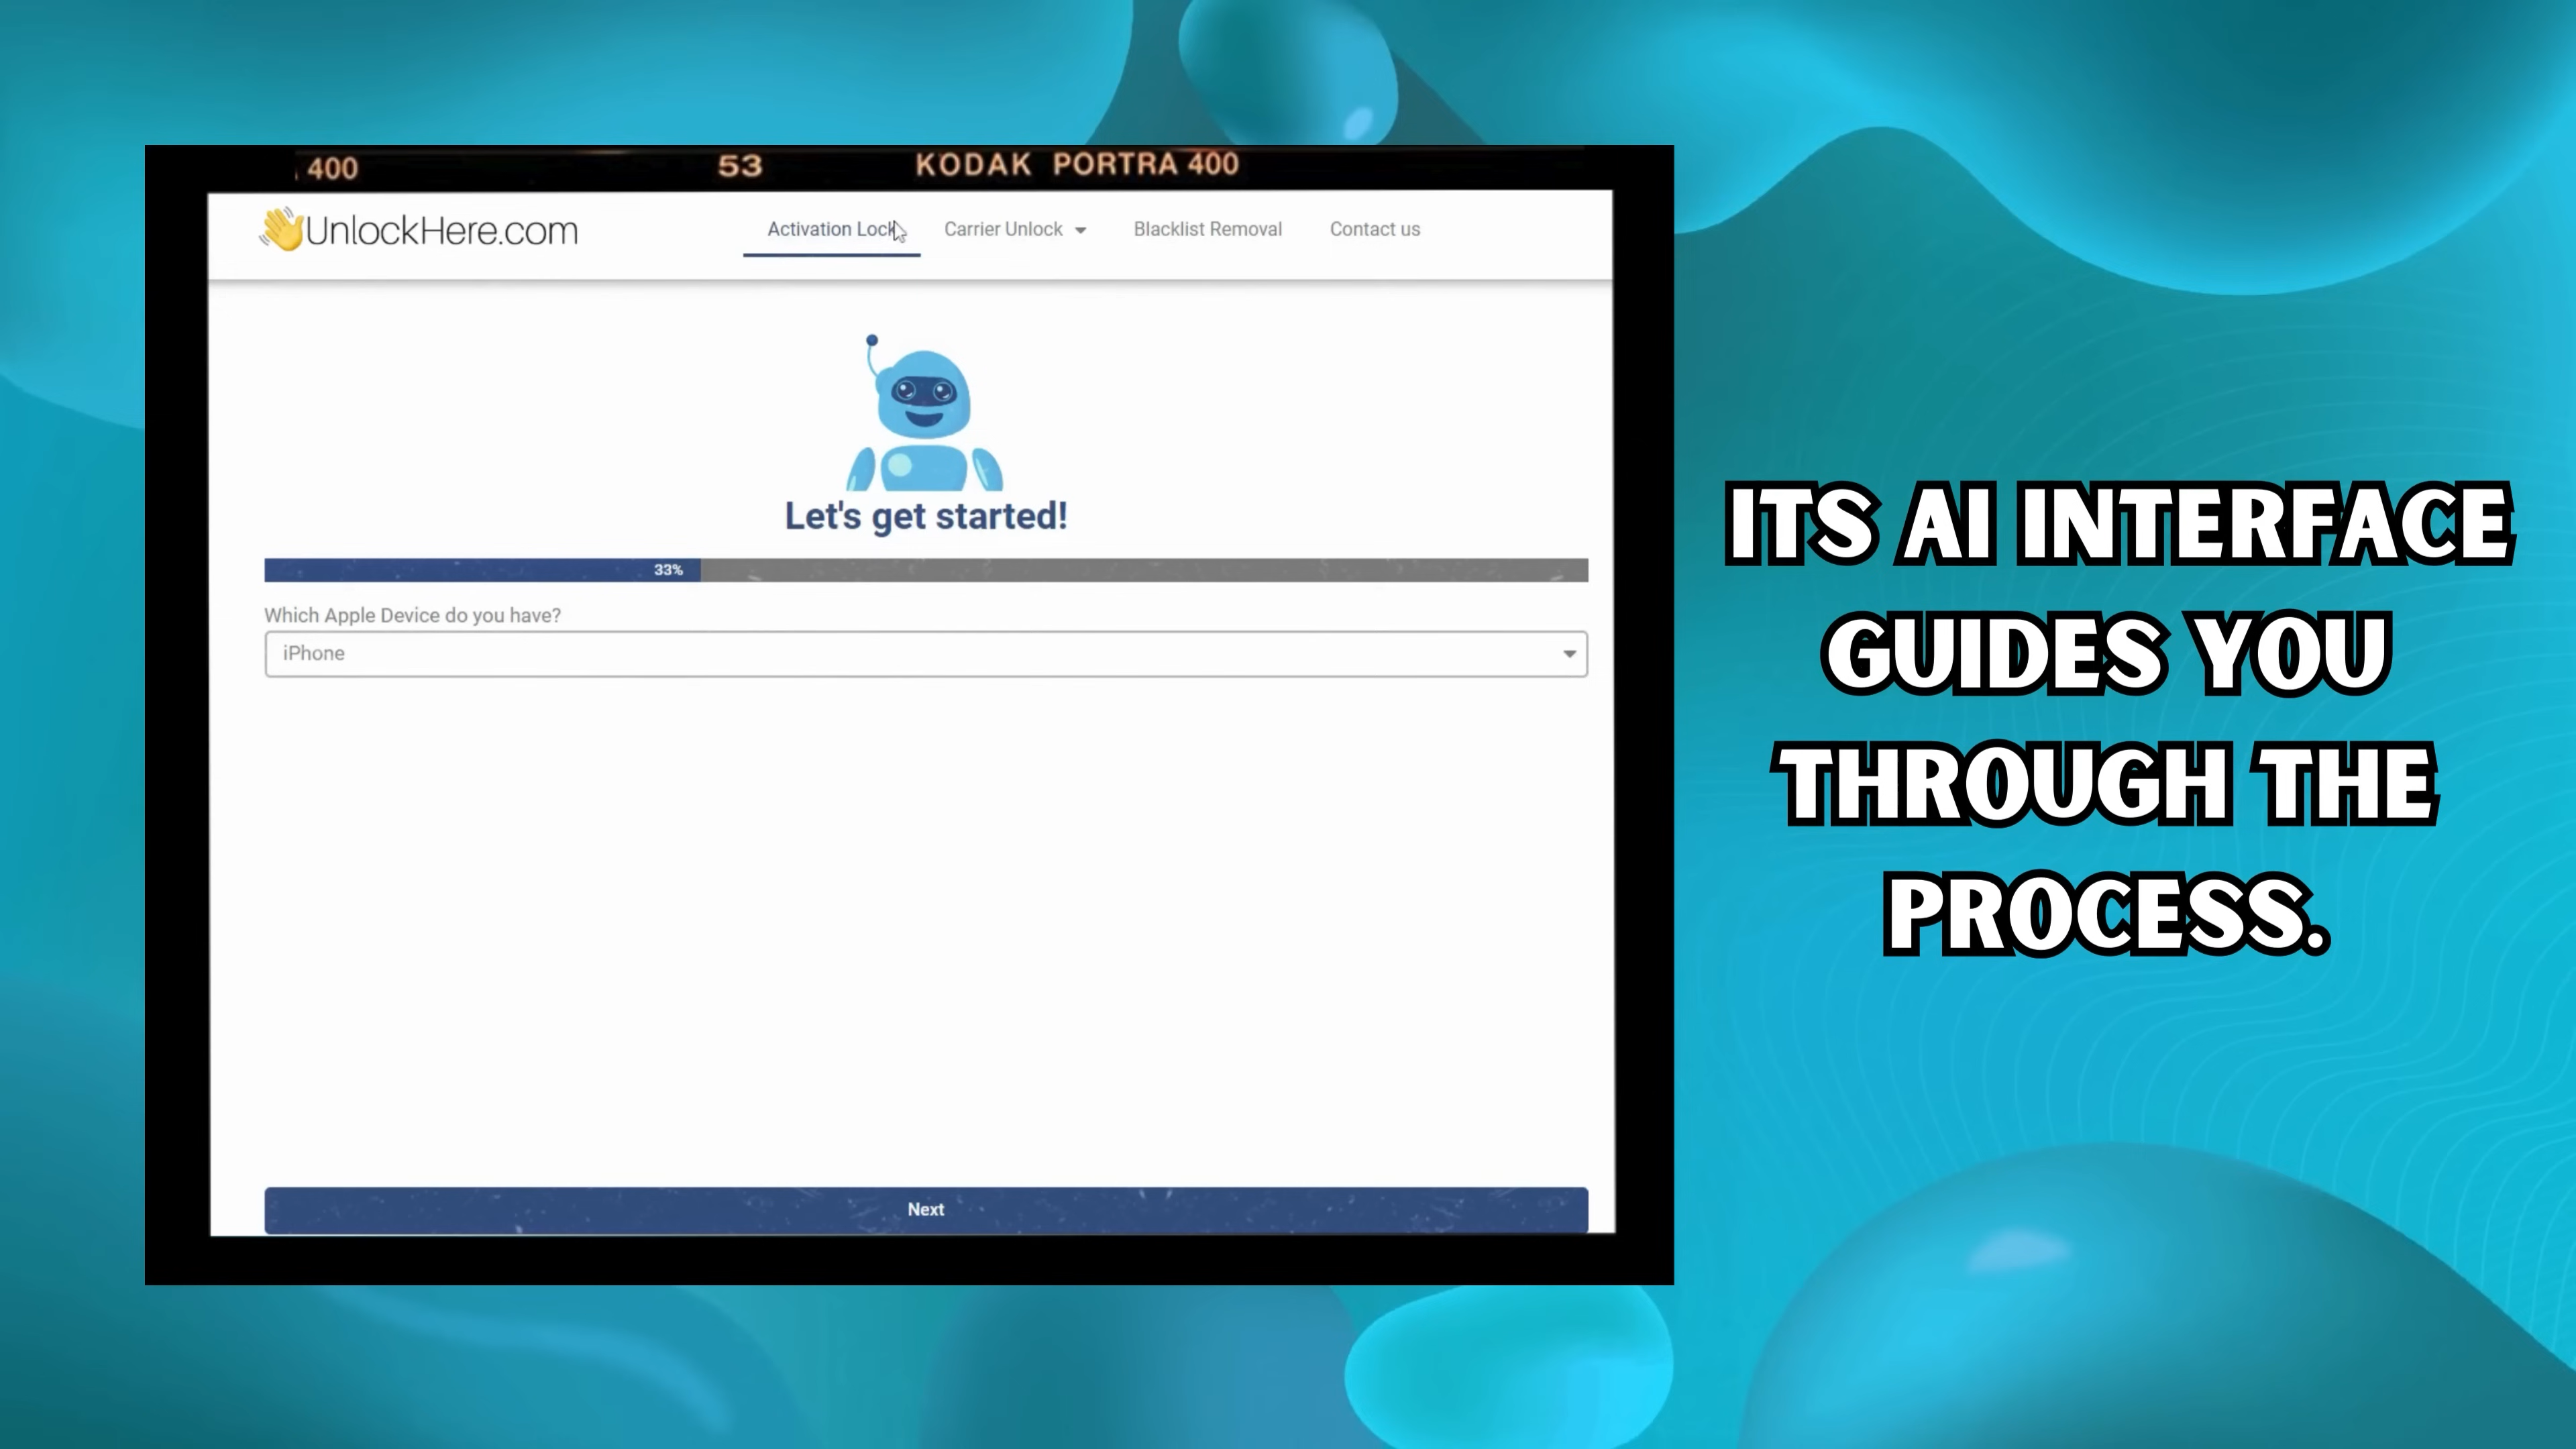 400 53 KODAK PORTRA 400
UnlockHere.com Activation Lock Carrier Unlock Blacklist Removal Contact us
Let's get started!
33%
Which Apple Device do you have?
iPhone
Next
ITS AI INTERFACE
GUIDES YOU
THROUGH THE
PROCESS.